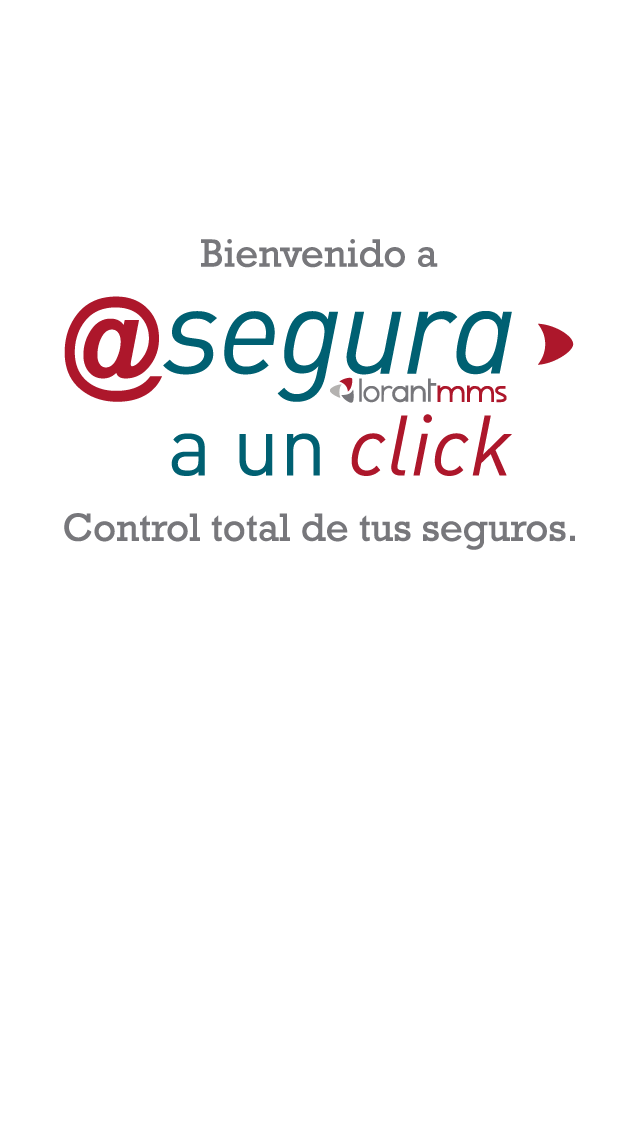 Bienvenido a
@segura
lorantmms
a un click
Control total de tus seguros.